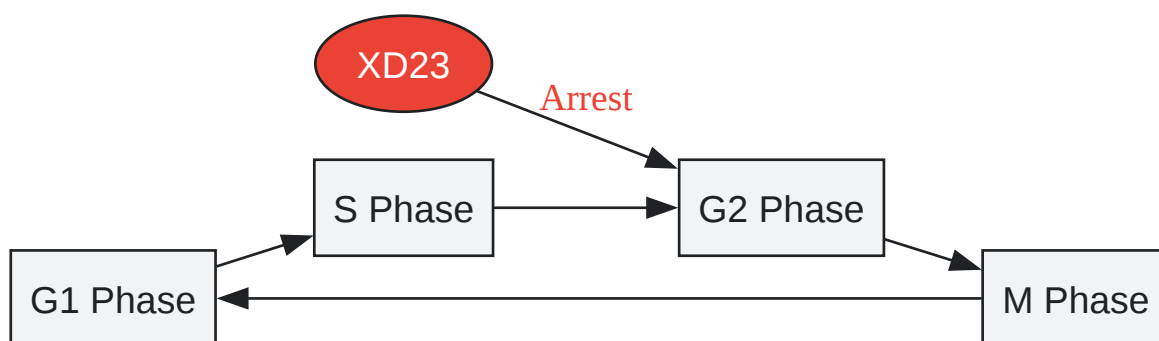 XD23
Arrest
S Phase
G2 Phase
G1 Phase
M Phase